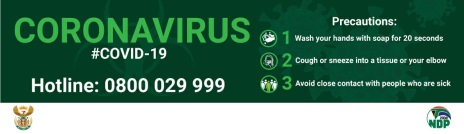 CORONAVIRUS
#COVID-19
Hotline: 0800 029 999
Precautions:
1 Wash your hands with soap for 20 seconds
2 Cough or sneeze into a tissue or your elbow
3 Avoid close contact with people who are sick
NDP